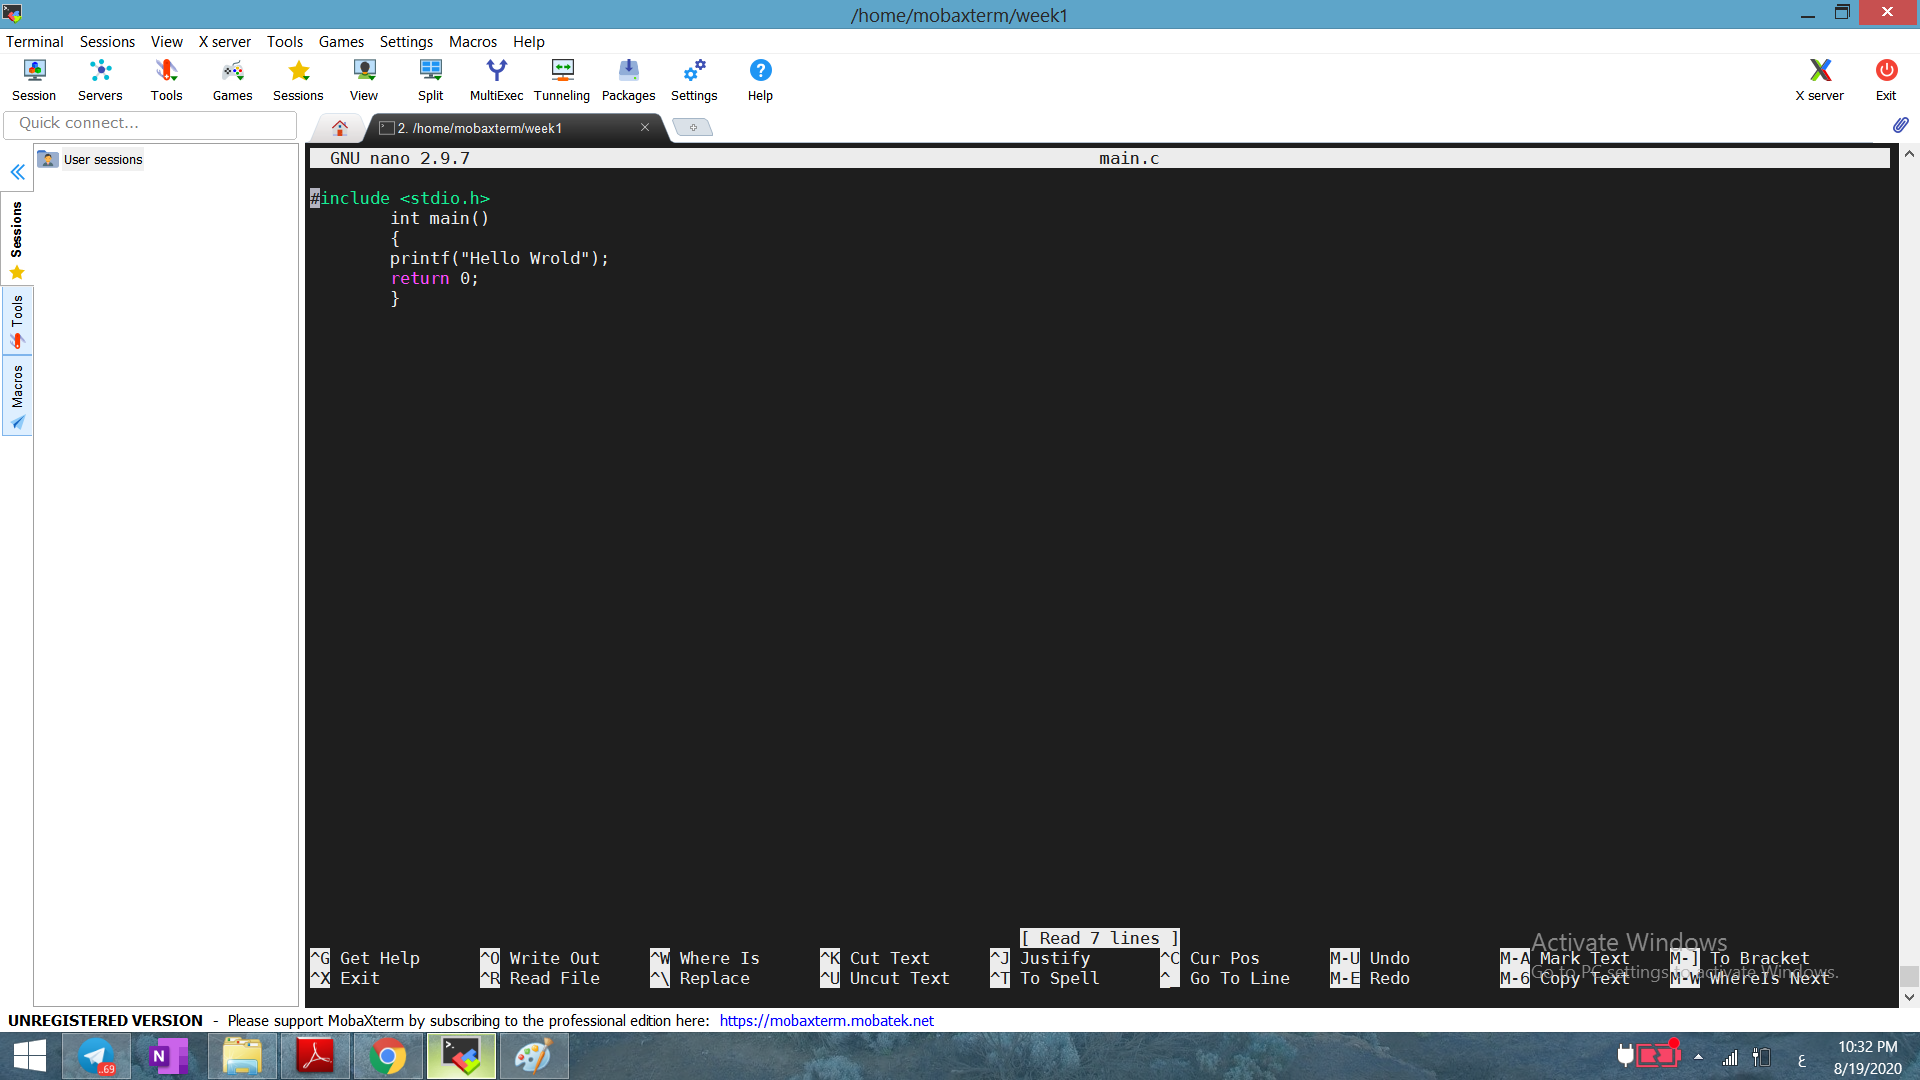 /home/mobaxterm/week1
Terminal Sessions View X server Tools Games Settings Macros Help
Session Servers Tools Games Sessions View Split MultiExec Tunneling Packages Settings Help X server Exit
Quick connect...
2. /home/mobaxterm/week1
User sessions
Sessions
Tools
Macros
GNU nano 2.9.7 main.c
#include <stdio.h>
int main()
{
printf("Hello Wrold");
return 0;
}
[ Read 7 lines ]
^G Get Help ^O Write Out ^W Where Is ^K Cut Text ^J Justify ^C Cur Pos M-U Undo M-A Mark Text M-] To Bracket
^X Exit ^R Read File ^\ Replace ^U Uncut Text ^T To Spell ^_ Go To Line M-E Redo M-6 Copy Text M-W WhereIs Next
Activate Windows
Go to PC settings to activate Windows.
UNREGISTERED VERSION - Please support MobaXterm by subscribing to the professional edition here: https://mobaxterm.mobatek.net
..69
N
ع
10:32 PM
8/19/2020